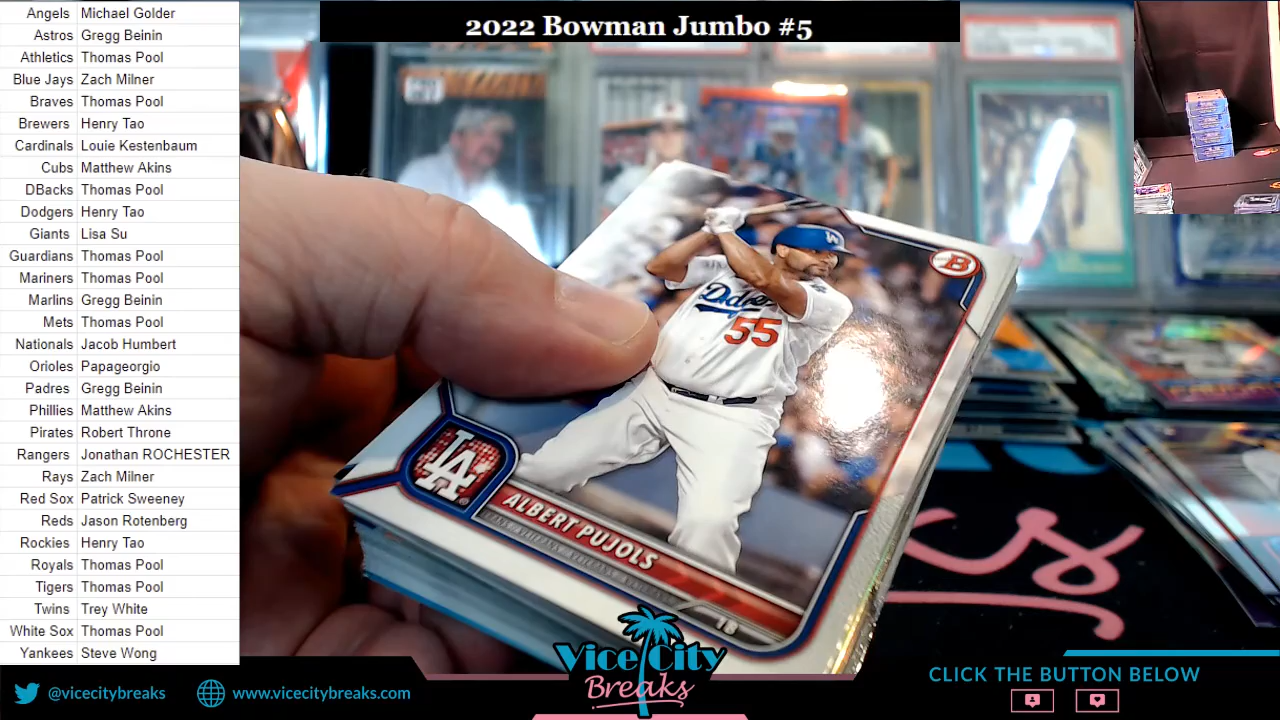 2022 Bowman Jumbo #5
Angels Michael Golder
Astros Gregg Beinin
Athletics Thomas Pool
Blue Jays Zach Milner
Braves Thomas Pool
Brewers Henry Tao
Cardinals Louie Kestenbaum
Cubs Matthew Akins
DBacks Thomas Pool
Dodgers Henry Tao
Giants Lisa Su
Guardians Thomas Pool
Mariners Thomas Pool
Marlins Gregg Beinin
Mets Thomas Pool
Nationals Jacob Humbert
Orioles Papageorgio
Padres Gregg Beinin
Phillies Matthew Akins
Pirates Robert Throne
Rangers Jonathan ROCHESTER
Rays Zach Milner
Red Sox Patrick Sweeney
Reds Jason Rotenberg
Rockies Henry Tao
Royals Thomas Pool
Tigers Thomas Pool
Twins Trey White
White Sox Thomas Pool
Yankees Steve Wong
B
Dodgers
55
LA
ALBERT PUJOLS
1B
Vice City
Breaks
@vicecitybreaks
www.vicecitybreaks.com
CLICK THE BUTTON BELOW